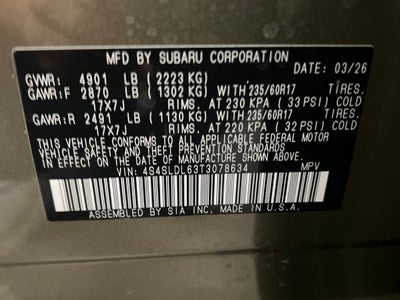 MFD BY SUBARU CORPORATION
DATE: 03/26
GVWR: 4901 LB (2223 KG)
GAWR:F 2870 LB (1302 KG) WITH 235/60R17 TIRES.
17X7J RIMS. AT 230 KPA (33 PSI) COLD
GAWR:R 2491 LB (1130 KG) WITH 235/60R17 TIRES.
17X7J RIMS. AT 220 KPA (32 PSI) COLD
THIS VEHICLE CONFORMS TO ALL APPLICABLE FEDERAL MOTOR
VEHICLE SAFETY, BUMPER, AND THEFT PREVENTION STANDARDS
IN EFFECT ON THE DATE OF MANUFACTURE SHOWN ABOVE.
VIN: 4S4SLDL63T3078634 MPV
ASSEMBLED BY SIA INC. MADE IN U.S.A.